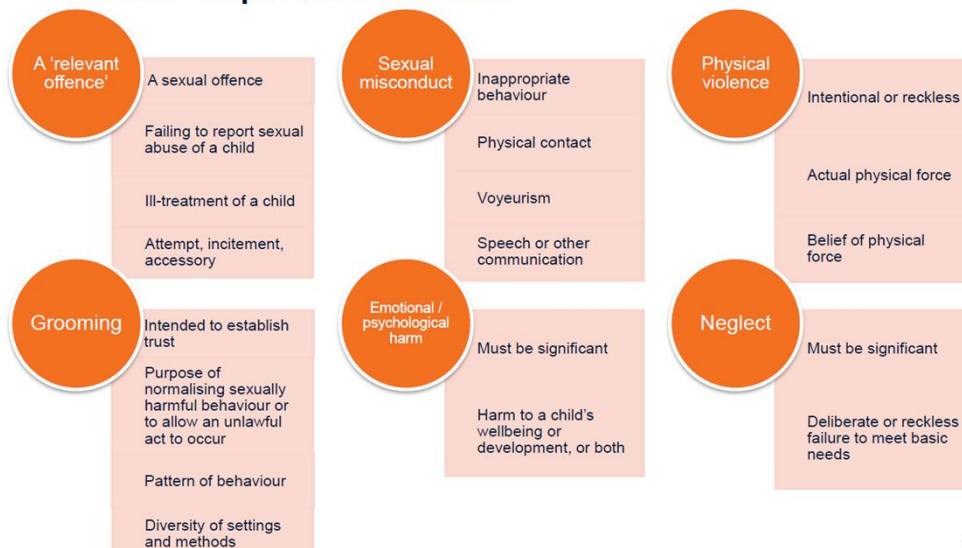 A 'relevant
offence'
A sexual offence
Failing to report sexual
abuse of a child
Ill-treatment of a child
Attempt, incitement,
accessory
Sexual
misconduct
Inappropriate
behaviour
Physical contact
Voyeurism
Speech or other
communication
Physical
violence
Intentional or reckless
Actual physical force
Belief of physical
force
Grooming
Intended to establish
trust
Purpose of
normalising sexually
harmful behaviour or
to allow an unlawful
act to occur
Pattern of behaviour
Diversity of settings
and methods
Emotional /
psychological
harm
Must be significant
Harm to a child's
wellbeing or
development, or both
Neglect
Must be significant
Deliberate or reckless
failure to meet basic
needs